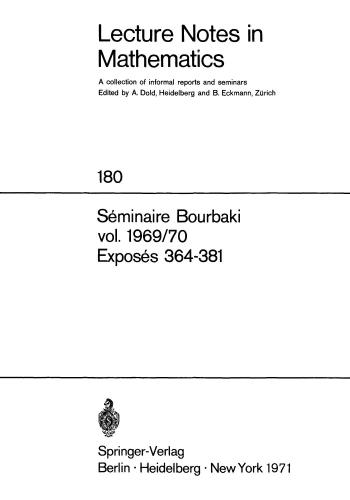 Lecture Notes in
Mathematics
A collection of informal reports and seminars
Edited by A. Dold, Heidelberg and B. Eckmann, Zürich
180
Séminaire Bourbaki
vol. 1969/70
Exposés 364-381
Springer-Verlag
Berlin · Heidelberg · New York 1971